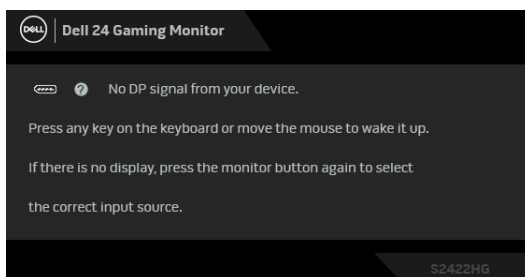 DELL
Dell 24 Gaming Monitor
No DP signal from your device.
Press any key on the keyboard or move the mouse to wake it up.
If there is no display, press the monitor button again to select
the correct input source.
S2422HG